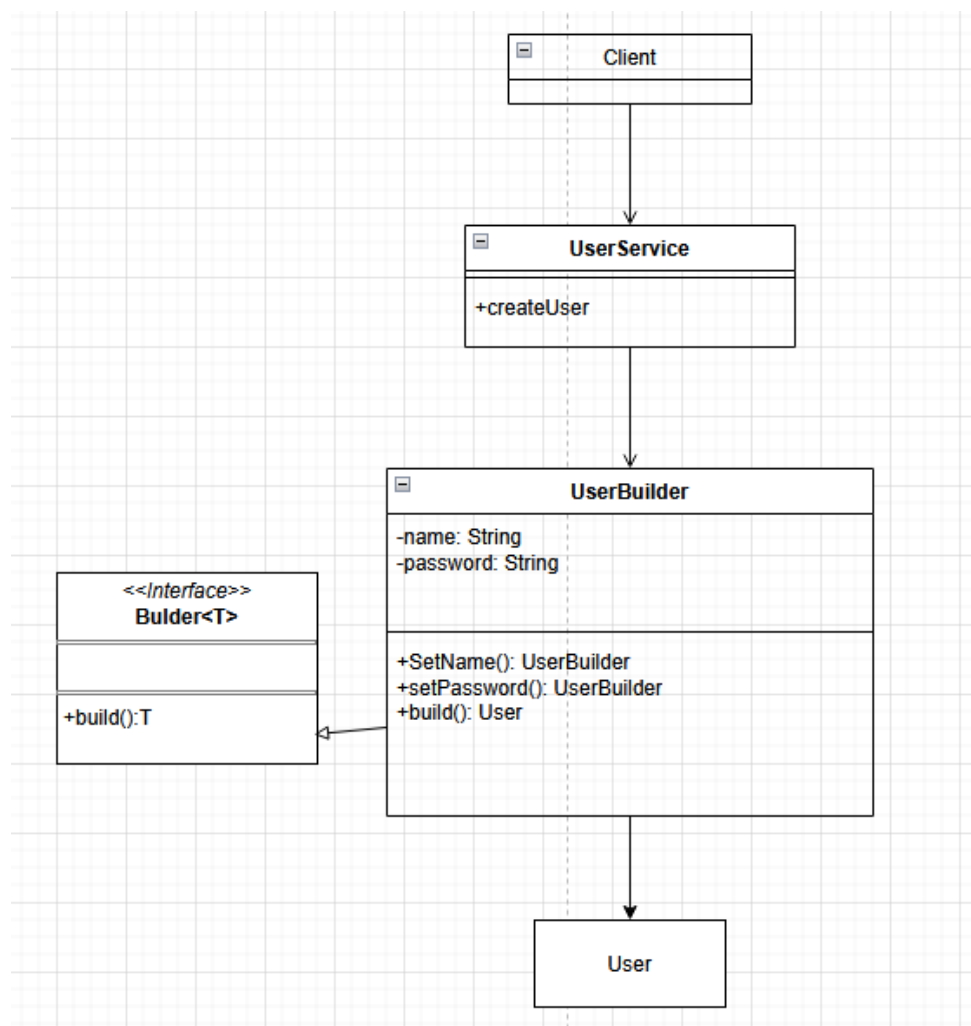 Client
UserService
+createUser
UserBuilder
-name: String
-password: String
<<Interface>>
Bulder<T>
+SetName(): UserBuilder
+setPassword(): UserBuilder
+build(): User
+build():T
User